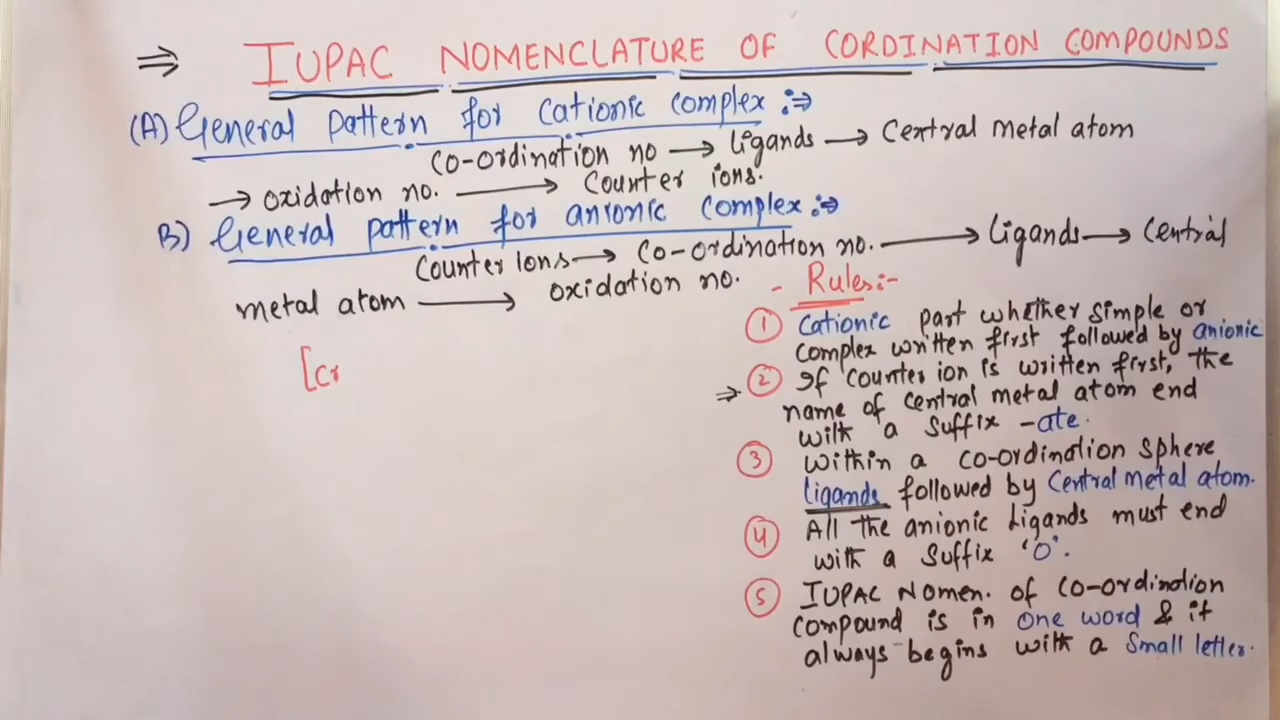 ⇒ IUPAC NOMENCLATURE OF CORDINATION COMPOUNDS
(A) General pattern for cationic complex :⇒
Co-ordination no → ligands → Central metal atom
→ oxidation no. → Counter ions.
B) General pattern for anionic complex :⇒
Counter ions → Co-ordination no. → Ligands → Central
metal atom → oxidation no.
- Rules:-
① Cationic part whether simple or
complex written first followed by anionic
⇒ ② If counter ion is written first, the
name of central metal atom end
with a suffix -ate.
③ Within a co-ordination sphere
ligands followed by Central metal atom.
④ All the anionic ligands must end
with a suffix 'O'.
⑤ IUPAC Nomen. of co-ordination
compound is in one word & it
always begins with a small letter.
[Cr